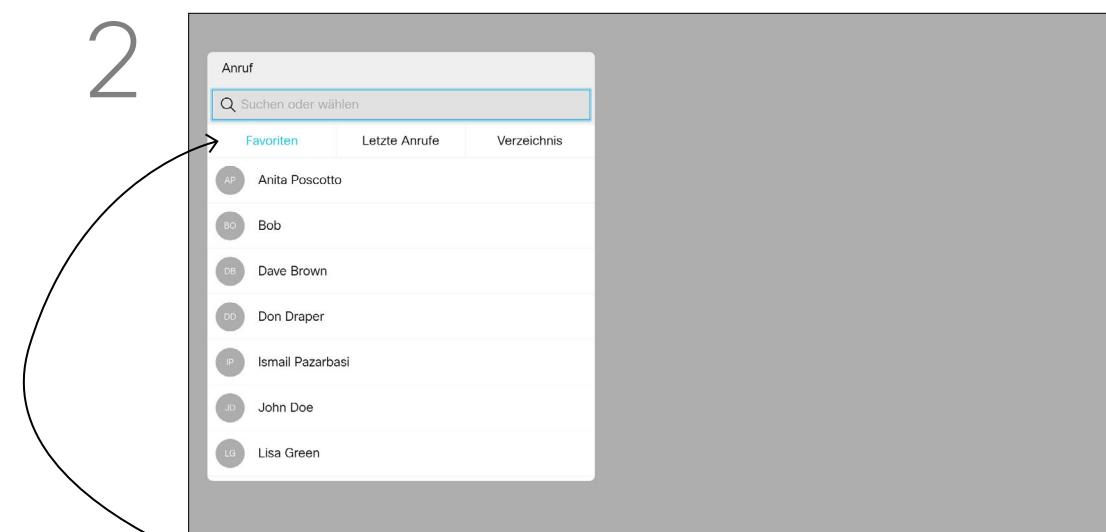 2
Anruf
Suchen oder wählen
Favoriten Letzte Anrufe Verzeichnis
AP Anita Poscotto
BO Bob
DB Dave Brown
DD Don Draper
IP Ismail Pazarbasi
JD John Doe
LG Lisa Green